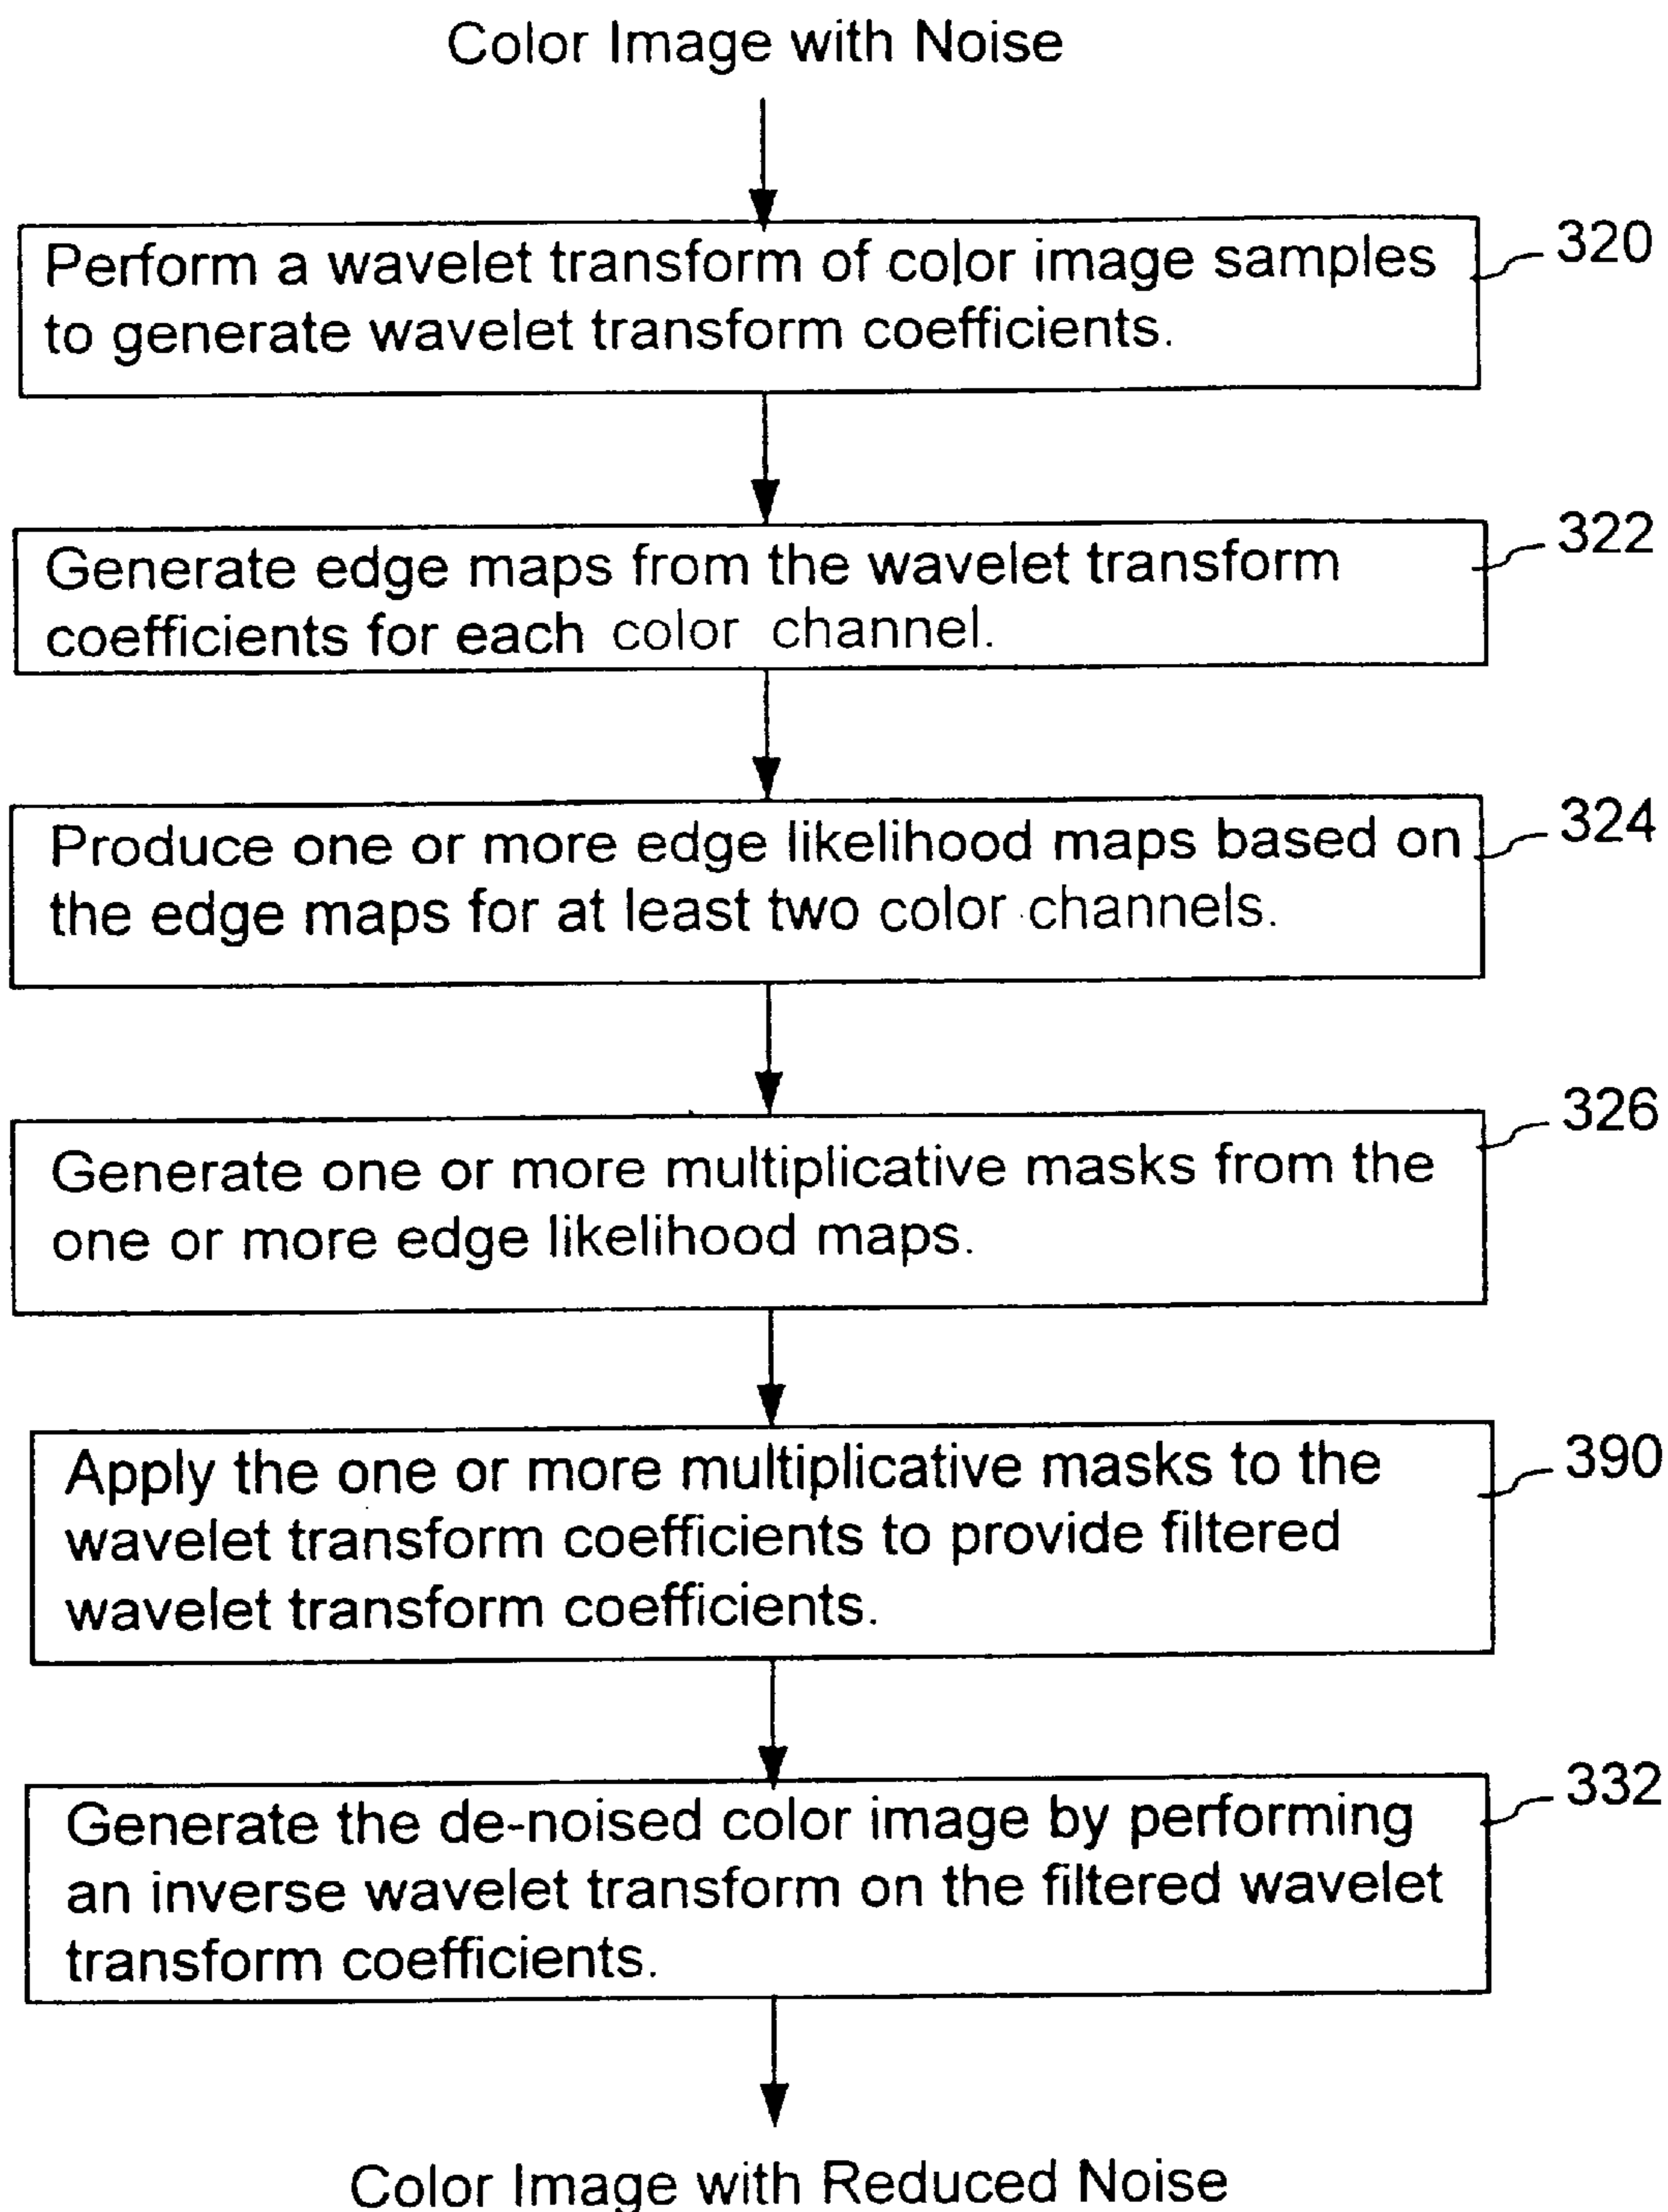 Color Image with Noise
320
Perform a wavelet transform of color image samples
to generate wavelet transform coefficients.
322
Generate edge maps from the wavelet transform
coefficients for each color channel.
324
Produce one or more edge likelihood maps based on
the edge maps for at least two color channels.
326
Generate one or more multiplicative masks from the
one or more edge likelihood maps.
390
Apply the one or more multiplicative masks to the
wavelet transform coefficients to provide filtered
wavelet transform coefficients.
332
Generate the de-noised color image by performing
an inverse wavelet transform on the filtered wavelet
transform coefficients.
Color Image with Reduced Noise